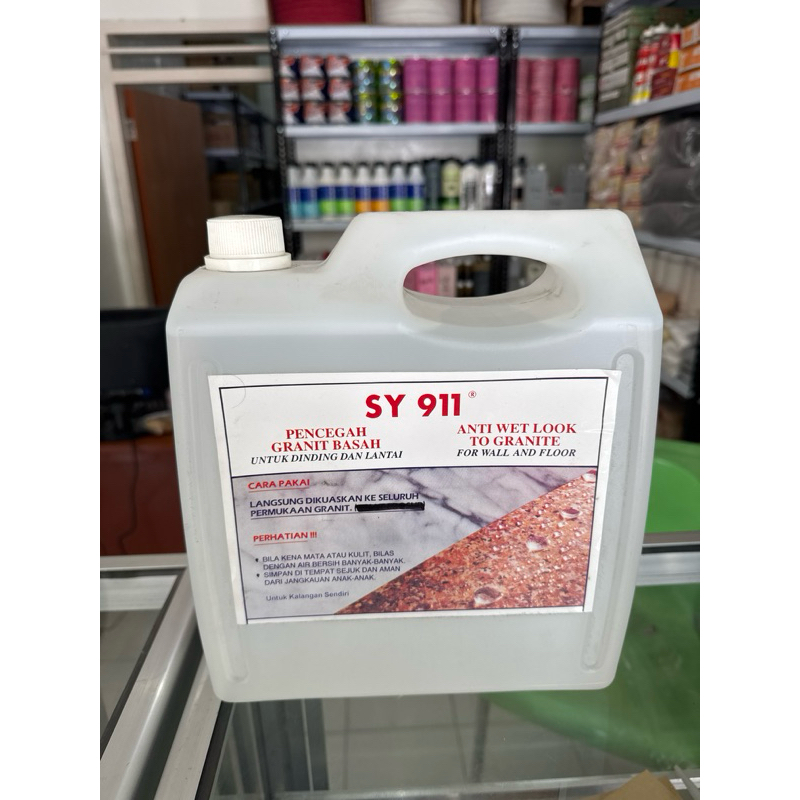 SY 911®
PENCEGAH
GRANIT BASAH
UNTUK DINDING DAN LANTAI
ANTI WET LOOK
TO GRANITE
FOR WALL AND FLOOR
CARA PAKAI
LANGSUNG DIKUASKAN KE SELURUH
PERMUKAAN GRANIT.
PERHATIAN !!!
• BILA KENA MATA ATAU KULIT, BILAS
DENGAN AIR BERSIH BANYAK-BANYAK.
• SIMPAN DI TEMPAT SEJUK DAN AMAN
DARI JANGKAUAN ANAK-ANAK.
Untuk Kalangan Sendiri